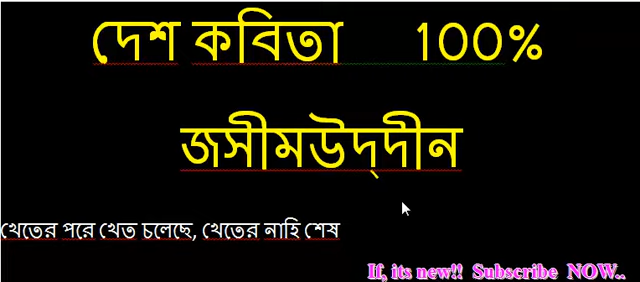 দেশ কবিতা 100%
জসীমউদ্‌দীন
খেতের পরে খেত চলেছে, খেতের নাহি শেষ
If, its new!! Subscribe NOW..